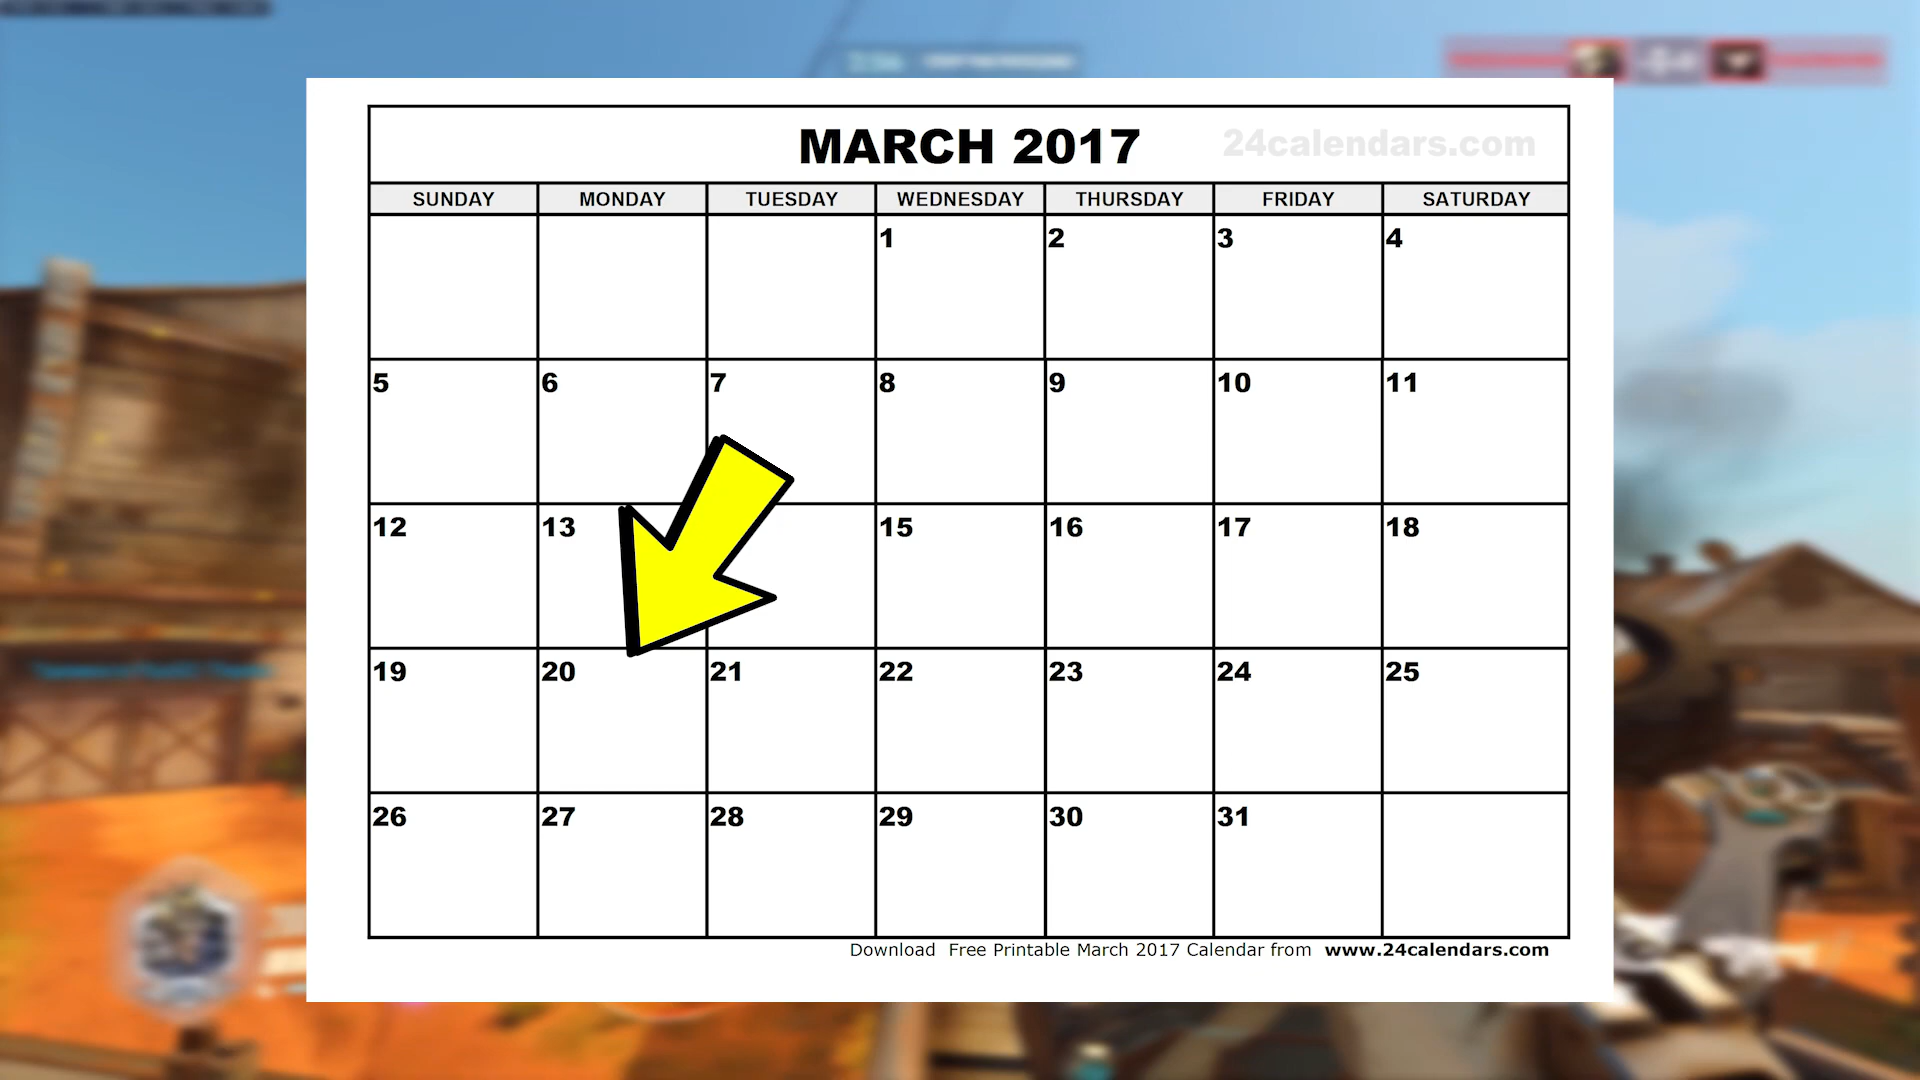 MARCH 2017
24calendars.com
SUNDAY MONDAY TUESDAY WEDNESDAY THURSDAY FRIDAY SATURDAY
1 2 3 4
5 6 7 8 9 10 11
12 13 15 16 17 18
19 20 21 22 23 24 25
26 27 28 29 30 31
Download Free Printable March 2017 Calendar from www.24calendars.com